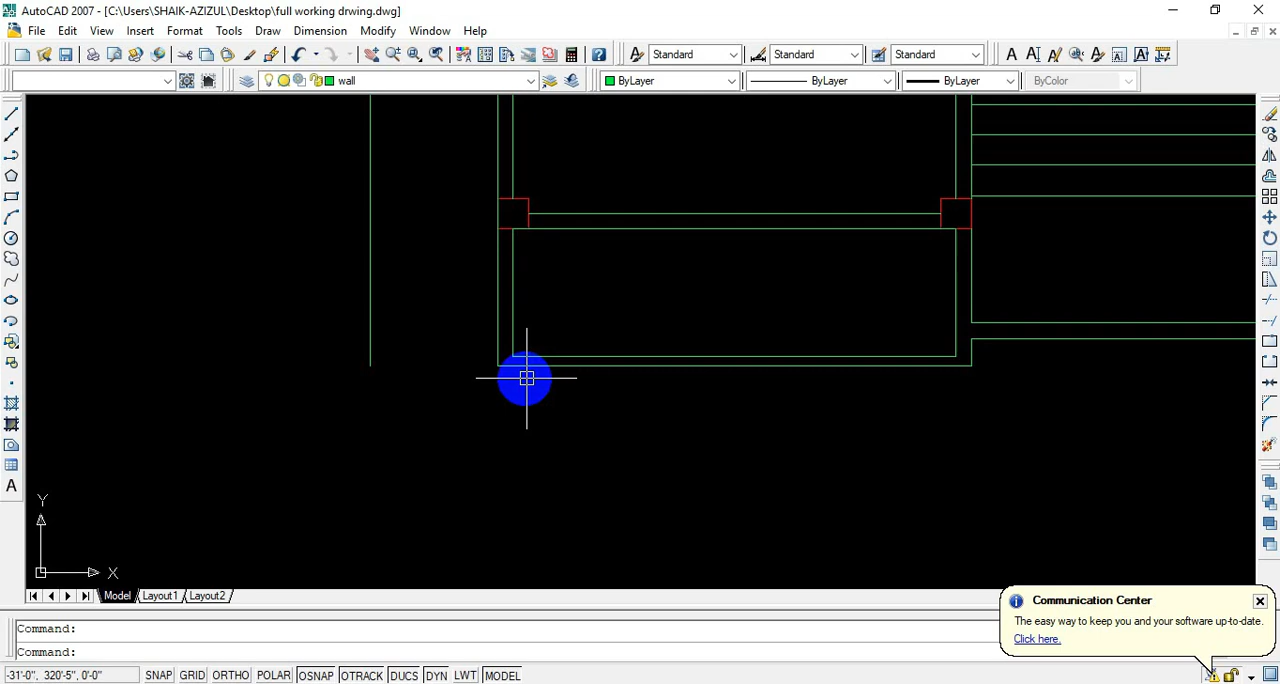 AutoCAD 2007 - [C:\Users\SHAIK-AZIZUL\Desktop\full working drwing.dwg]
File Edit View Insert Format Tools Draw Dimension Modify Window Help
Standard Standard Standard
wall ByLayer ByLayer ByLayer ByColor
Y
X
Model Layout1 Layout2
Communication Center
The easy way to keep you and your software up-to-date.
Click here.
Command:
Command:
-31'-0", 320'-5", 0'-0" SNAP GRID ORTHO POLAR OSNAP OTRACK DUCS DYN LWT MODEL